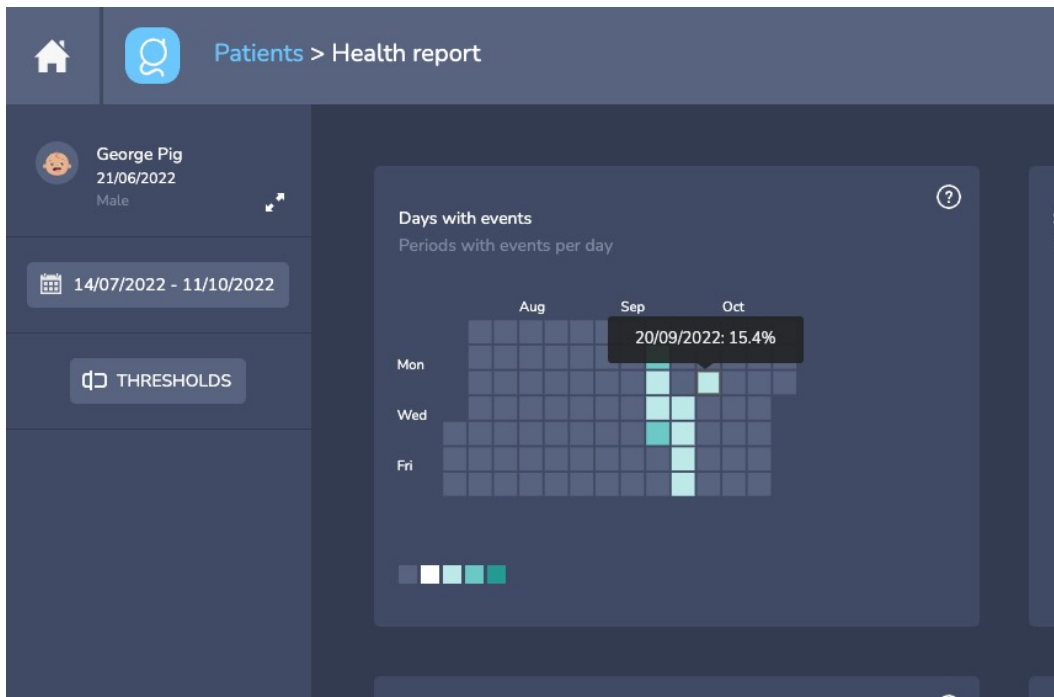 Patients > Health report
George Pig
21/06/2022
Male
14/07/2022 - 11/10/2022
THRESHOLDS
Days with events
Periods with events per day
?
Aug Sep Oct
20/09/2022: 15.4%
Mon
Wed
Fri